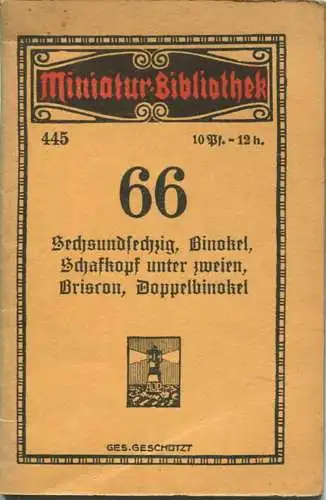 Miniatur-Bibliothek
445 10 Pf. - 12 h.
66
Sechsundsechzig, Binokel,
Schafkopf unter zweien,
Briscon, Doppelbinokel
GES. GESCHÜTZT